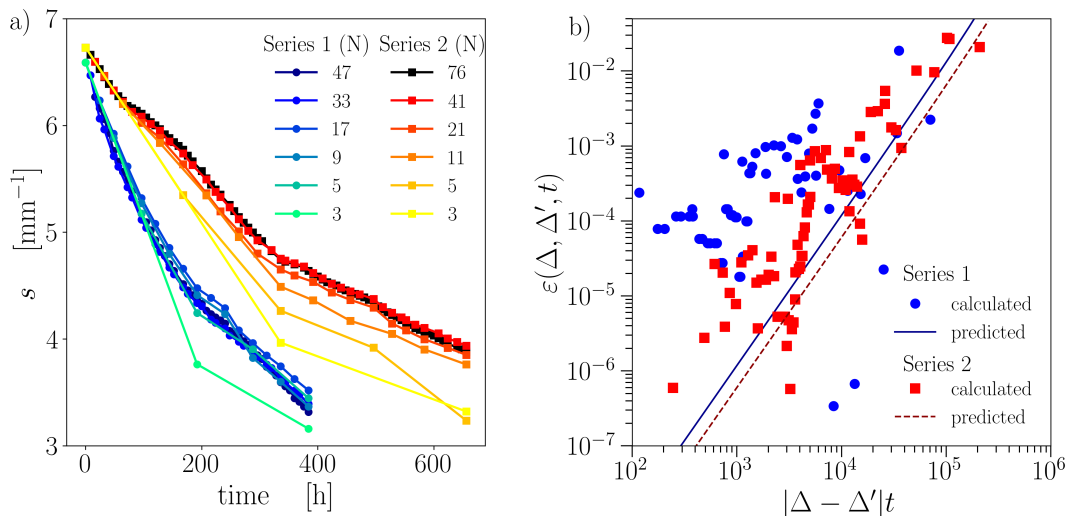 a)
Series 1 (N) Series 2 (N)
47 76
33 41
17 21
9 11
5 5
3 3
7
6
5
4
3
s [mm⁻¹]
0 200 400 600
time [h]
b)
10⁻²
10⁻³
10⁻⁴
10⁻⁵
10⁻⁶
10⁻⁷
ε(Δ, Δ′, t)
Series 1
calculated
predicted
Series 2
calculated
predicted
10² 10³ 10⁴ 10⁵ 10⁶
|Δ − Δ′|t